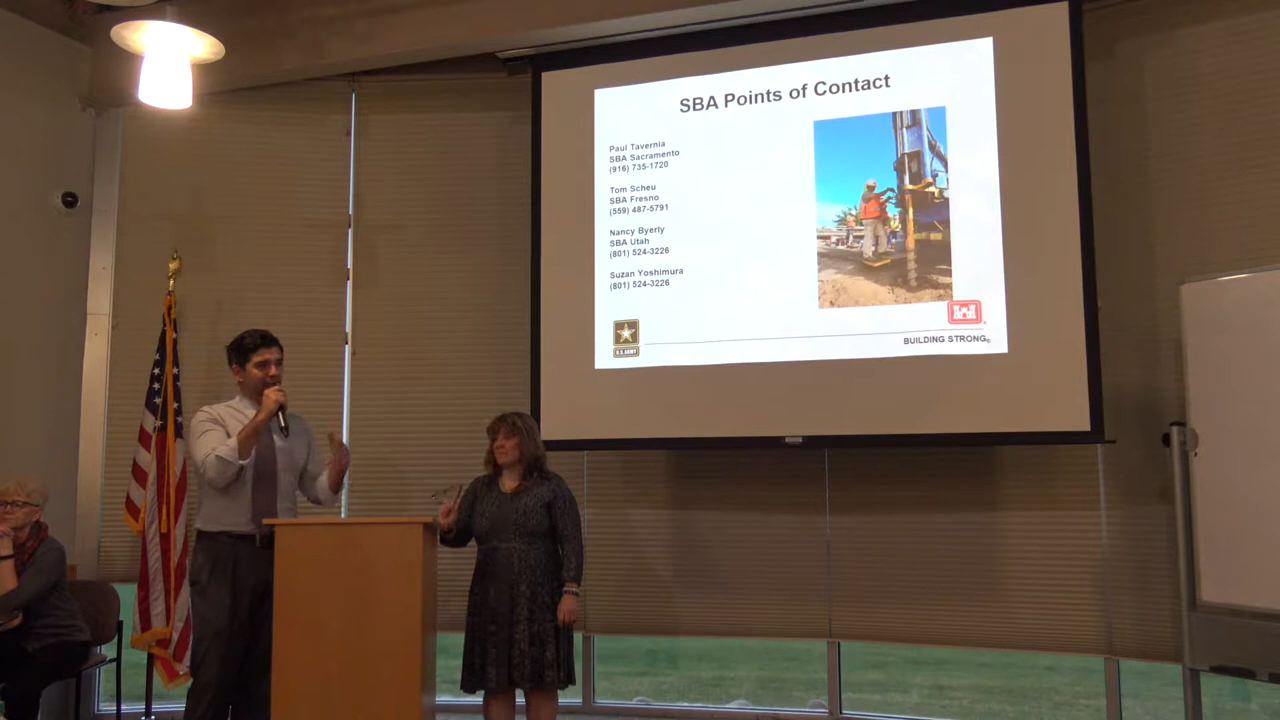 SBA Points of Contact
Paul Tavernia
SBA Sacramento
(916) 735-1720
Tom Scheu
SBA Fresno
(559) 487-5791
Nancy Byerly
SBA Utah
(801) 524-3226
Suzan Yoshimura
(801) 524-3226
U.S. ARMY
BUILDING STRONG®